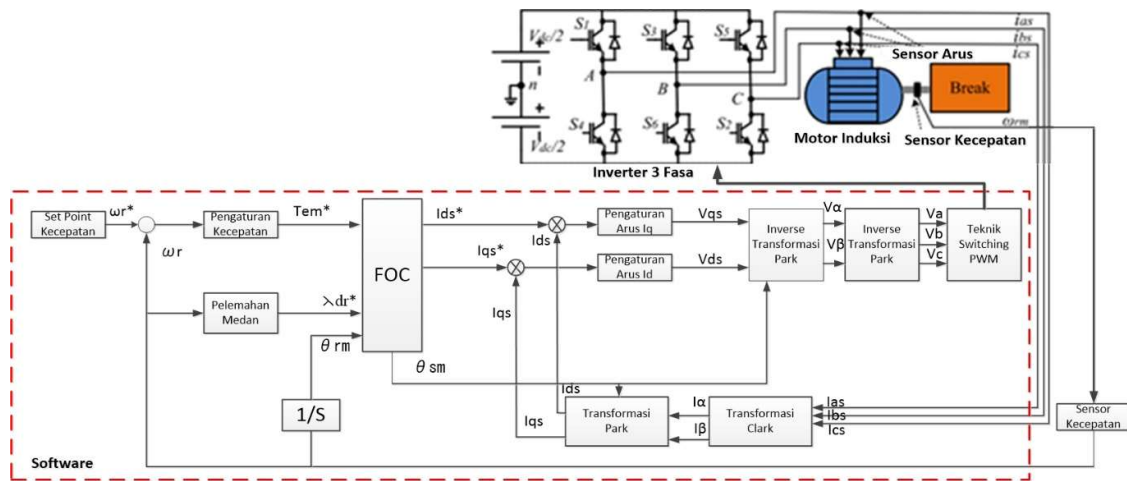 S1
S3
S5
Vdc/2
n
A
B
C
S4
S6
S2
Vdc/2
Inverter 3 Fasa
ias
ibs
ics
Sensor Arus
Break
Motor Induksi
Sensor Kecepatan
ωrm
Set Point
Kecepatan
ωr*
ωr
Pengaturan
Kecepatan
Tem*
FOC
Ids*
Ids
Iqs*
Iqs
Pengaturan
Arus Iq
Vqs
Pengaturan
Arus Id
Vds
Inverse
Transformasi
Park
Vα
Vβ
Inverse
Transformasi
Park
Va
Vb
Vc
Teknik
Switching
PWM
Pelemahan
Medan
λdr*
θrm
θsm
1/S
Ids
Iqs
Transformasi
Park
Iα
Iβ
Transformasi
Clark
Ias
Ibs
Ics
Sensor
Kecepatan
Software